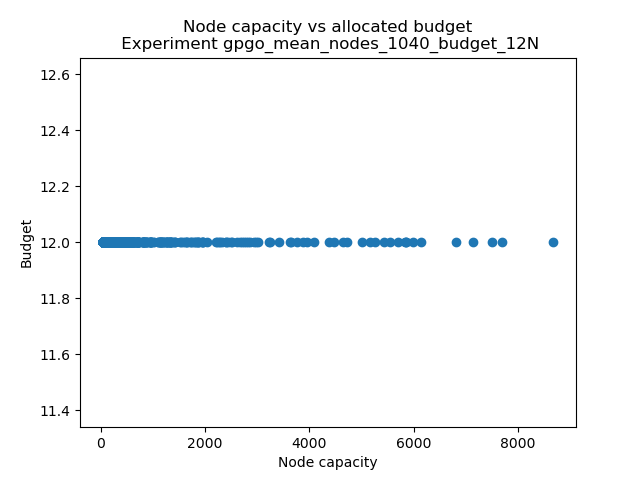 Node capacity vs allocated budget
Experiment gpgo_mean_nodes_1040_budget_12N
12.6
12.4
12.2
12.0
11.8
11.6
11.4
Budget
0 2000 4000 6000 8000
Node capacity